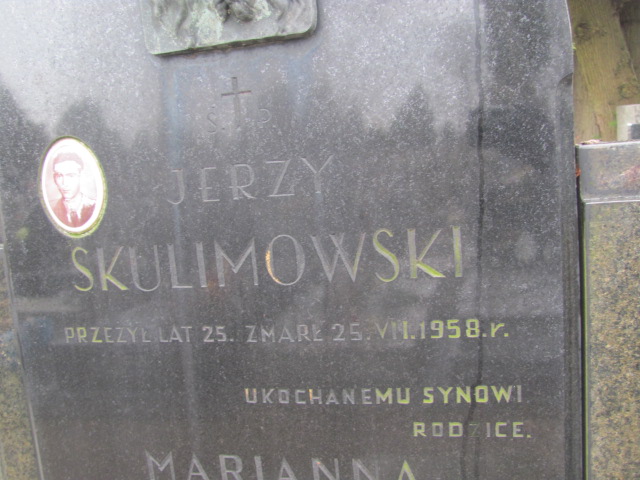 Ś. † P.
JERZY
SKULIMOWSKI
PRZEŻYŁ LAT 25. ZMARŁ 25.VII.1958.r.
UKOCHANEMU SYNOWI
RODZICE.
MARIANNA